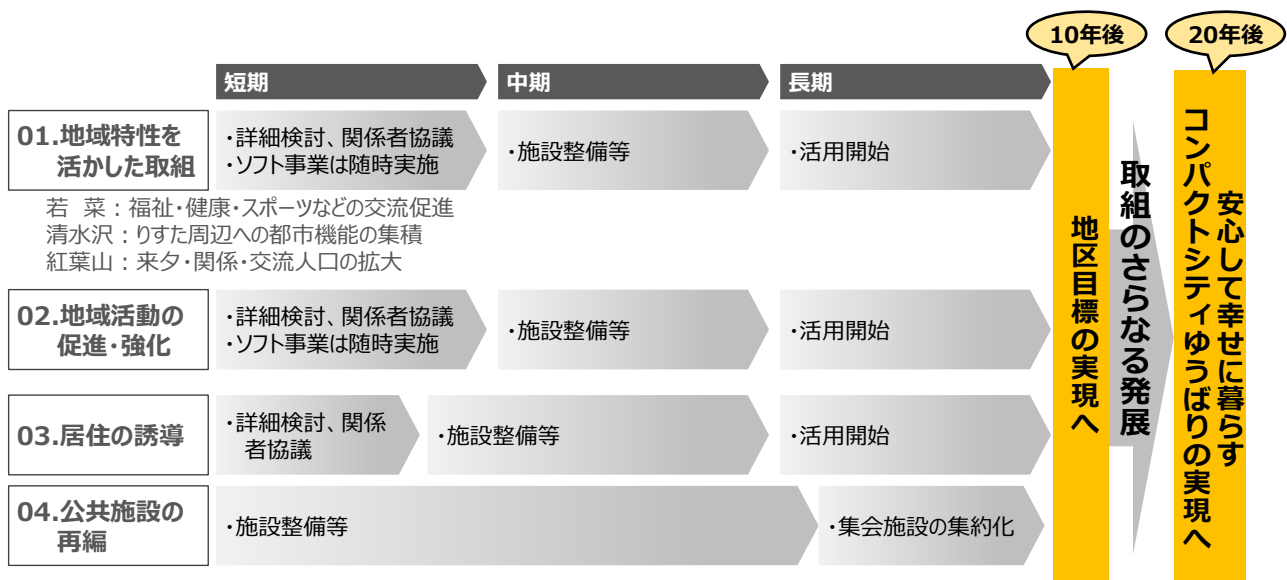 10年後
20年後
短期
中期
長期
01.地域特性を
活かした取組
・詳細検討、関係者協議
・ソフト事業は随時実施
・施設整備等
・活用開始
若 菜：福祉・健康・スポーツなどの交流促進
清水沢：りすた周辺への都市機能の集積
紅葉山：来夕・関係・交流人口の拡大
02.地域活動の
促進・強化
・詳細検討、関係者協議
・ソフト事業は随時実施
・施設整備等
・活用開始
03.居住の誘導
・詳細検討、関係
者協議
・施設整備等
・活用開始
04.公共施設の
再編
・施設整備等
・集会施設の集約化
地区目標の実現へ
取組のさらなる発展
安心して幸せに暮らす
コンパクトシティゆうばりの実現へ